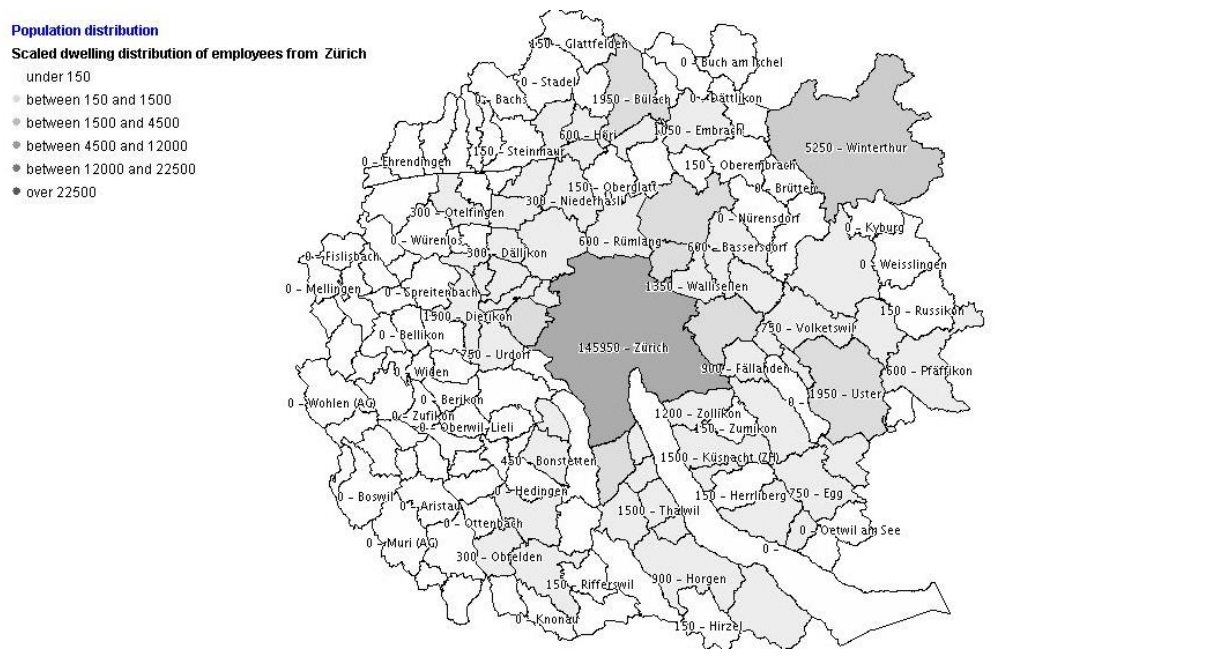 Population distribution
Scaled dwelling distribution of employees from Zürich
under 150
between 150 and 1500
between 1500 and 4500
between 4500 and 12000
between 12000 and 22500
over 22500
150 - Glattfelden
0 - Buch am Irchel
0 - Stadel
0 - Bachs
1950 - Bülach
0 - Dättlikon
600 - Höri
1050 - Embrach
150 - Steinmaur
5250 - Winterthur
0 - Ehrendingen
150 - Oberembrach
150 - Oberglatt
0 - Brütten
300 - Niederhasli
300 - Otelfingen
0 - Nürensdorf
0 - Kyburg
0 - Würenlos
600 - Rümlang
600 - Bassersdorf
300 - Dällikon
0 - Fislisbach
0 - Weisslingen
0 - Mellingen
1350 - Wallisellen
0 - Spreitenbach
150 - Russikon
1500 - Dietikon
750 - Volketswil
0 - Bellikon
145950 - Zürich
750 - Urdorf
900 - Fällanden
0 - Widen
600 - Pfäffikon
1950 - Uster
0 - Wohlen (AG)
0 - Berikon
0 -
0 - Zufikon
1200 - Zollikon
0 - Oberwil-Lieli
150 - Zumikon
450 - Bonstetten
1500 - Küsnacht (ZH)
0 - Hedingen
750 - Egg
0 - Boswil
150 - Herrliberg
0 - Aristau
1500 - Thalwil
0 - Ottenbach
0 - Oetwil am See
0 - Muri (AG)
0 -
300 - Obfelden
900 - Horgen
150 - Rifferswil
0 - Knonau
150 - Hirzel